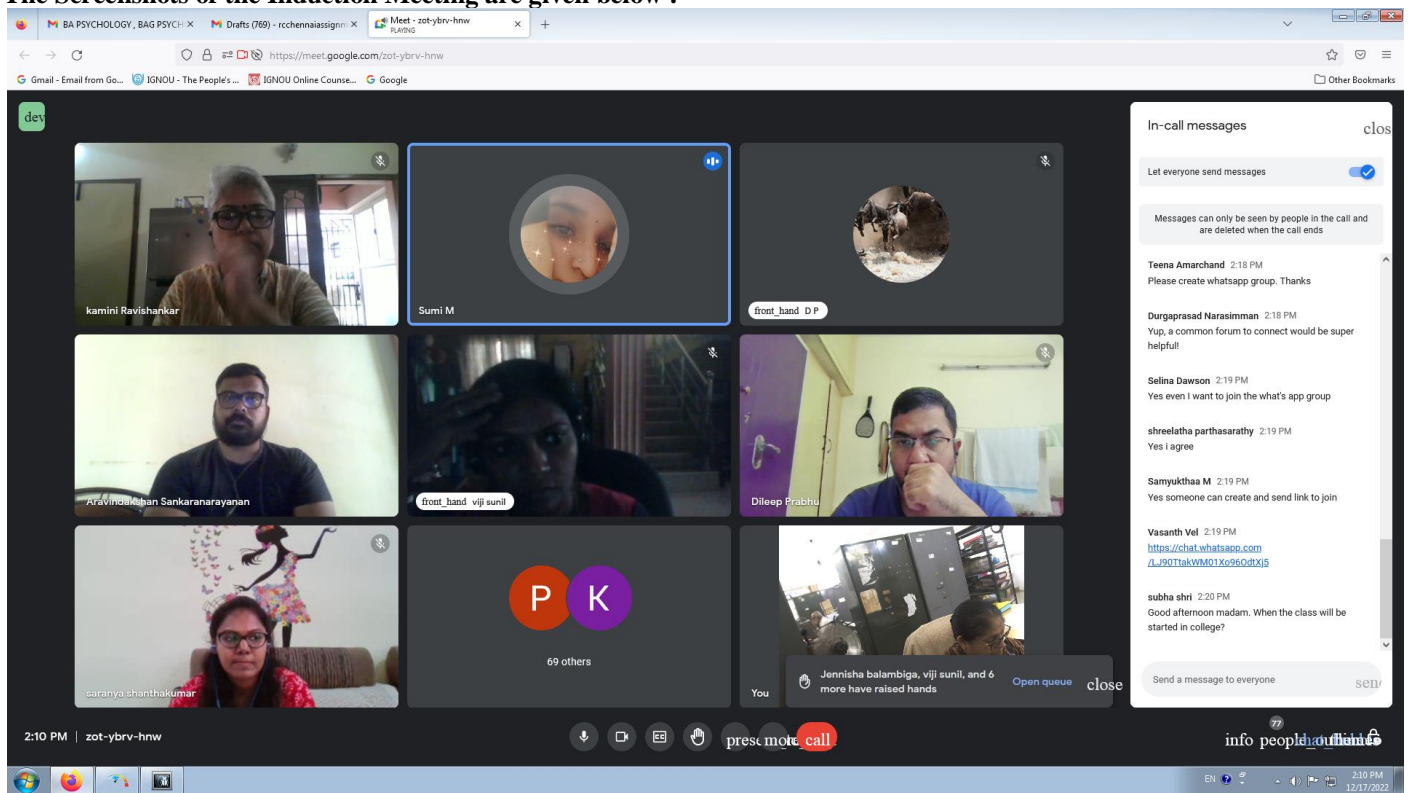 The Screenshots of the Induction Meeting are given below :
BA PSYCHOLOGY , BAG PSYCH
Drafts (769) - rcchennaiassignm
Meet - zot-ybrv-hnw
PLAYING
https://meet.google.com/zot-ybrv-hnw
Gmail - Email from Go...
IGNOU - The People's ...
IGNOU Online Counse...
Google
Other Bookmarks
dev
kamini Ravishankar
Sumi M
front_hand D P
Aravindakshan Sankaranarayanan
front_hand viji sunil
Dileep Prabhu
saranya shanthakumar
P K
69 others
You
Jennisha balambiga, viji sunil, and 6
more have raised hands
Open queue
close
In-call messages
clos
Let everyone send messages
Messages can only be seen by people in the call and
are deleted when the call ends
Teena Amarchand 2:18 PM
Please create whatsapp group. Thanks
Durgaprasad Narasimman 2:18 PM
Yup, a common forum to connect would be super
helpful!
Selina Dawson 2:19 PM
Yes even I want to join the what's app group
shreelatha parthasarathy 2:19 PM
Yes i agree
Samyukthaa M 2:19 PM
Yes someone can create and send link to join
Vasanth Vel 2:19 PM
https://chat.whatsapp.com
/LJ90TtakWM01Xo96OdtXj5
subha shri 2:20 PM
Good afternoon madam. When the class will be
started in college?
Send a message to everyone
sen
2:10 PM | zot-ybrv-hnw
call
77
info people
EN
2:10 PM
12/17/2022